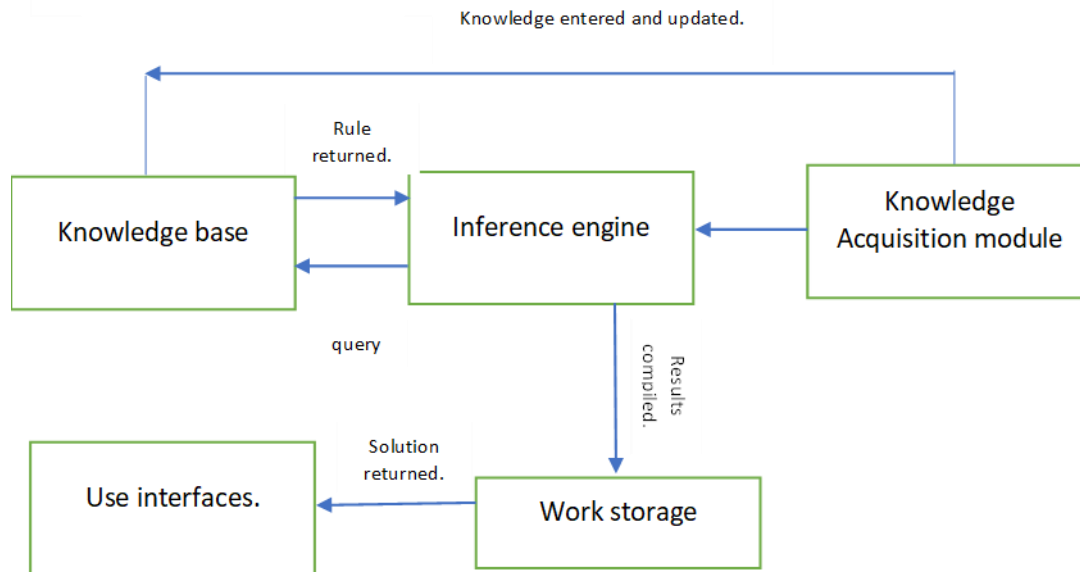 Knowledge entered and updated.
Rule
returned.
Knowledge base
Inference engine
Knowledge
Acquisition module
query
Results
compiled.
Solution
returned.
Use interfaces.
Work storage